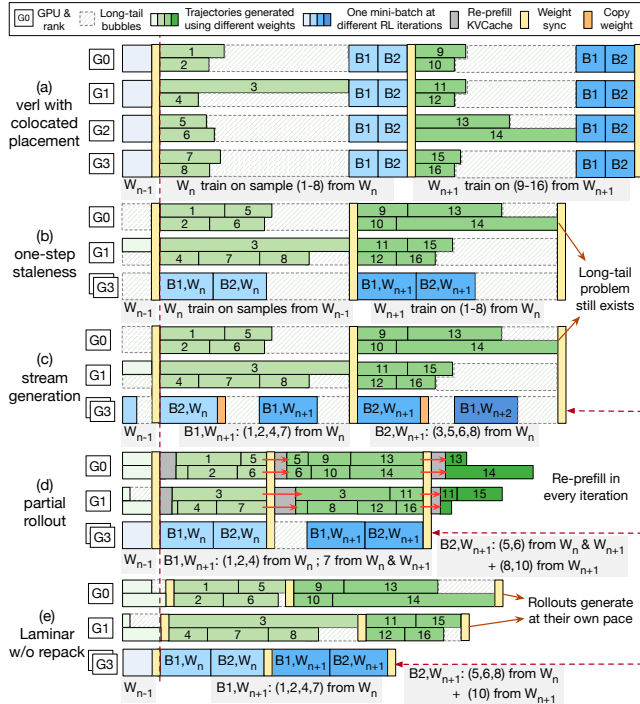 G0 GPU & rank
Long-tail bubbles
Trajectories generated using different weights
One mini-batch at different RL iterations
Re-prefill KVCache
Weight sync
Copy weight
(a) verl with colocated placement
G0 1 2 B1 B2 9 10 B1 B2
G1 3 4 B1 B2 11 12 B1 B2
G2 5 6 B1 B2 13 14 B1 B2
G3 7 8 B1 B2 15 16 B1 B2
Wn-1 Wn train on sample (1-8) from Wn Wn+1 train on (9-16) from Wn+1
(b) one-step staleness
G0 1 5 2 6 9 13 10 14
G1 3 4 7 8 11 15 12 16
G3 B1,Wn B2,Wn B1,Wn+1 B2,Wn+1
Wn-1 Wn train on samples from Wn-1 Wn+1 train on (1-8) from Wn
Long-tail problem still exists
(c) stream generation
G0 1 5 2 6 9 13 10 14
G1 3 4 7 8 11 15 12 16
G3 B2,Wn B1,Wn+1 B2,Wn+1 B1,Wn+2
Wn-1 B1,Wn+1: (1,2,4,7) from Wn B2,Wn+1: (3,5,6,8) from Wn
(d) partial rollout
G0 1 5 5 9 13 13 2 6 6 10 14 14
G1 3 3 11 11 15 4 7 8 12 16
G3 B1,Wn B2,Wn B1,Wn+1 B2,Wn+1
Re-prefill in every iteration
Wn-1 B1,Wn+1: (1,2,4) from Wn ; 7 from Wn & Wn+1
B2,Wn+1: (5,6) from Wn & Wn+1
+ (8,10) from Wn+1
(e) Laminar w/o repack
G0 1 5 2 6 9 13 10 14
G1 3 4 7 8 11 15 12 16
G3 B1,Wn B2,Wn B1,Wn+1 B2,Wn+1
Rollouts generate at their own pace
Wn-1 B1,Wn+1: (1,2,4,7) from Wn
B2,Wn+1: (5,6,8) from Wn
+ (10) from Wn+1